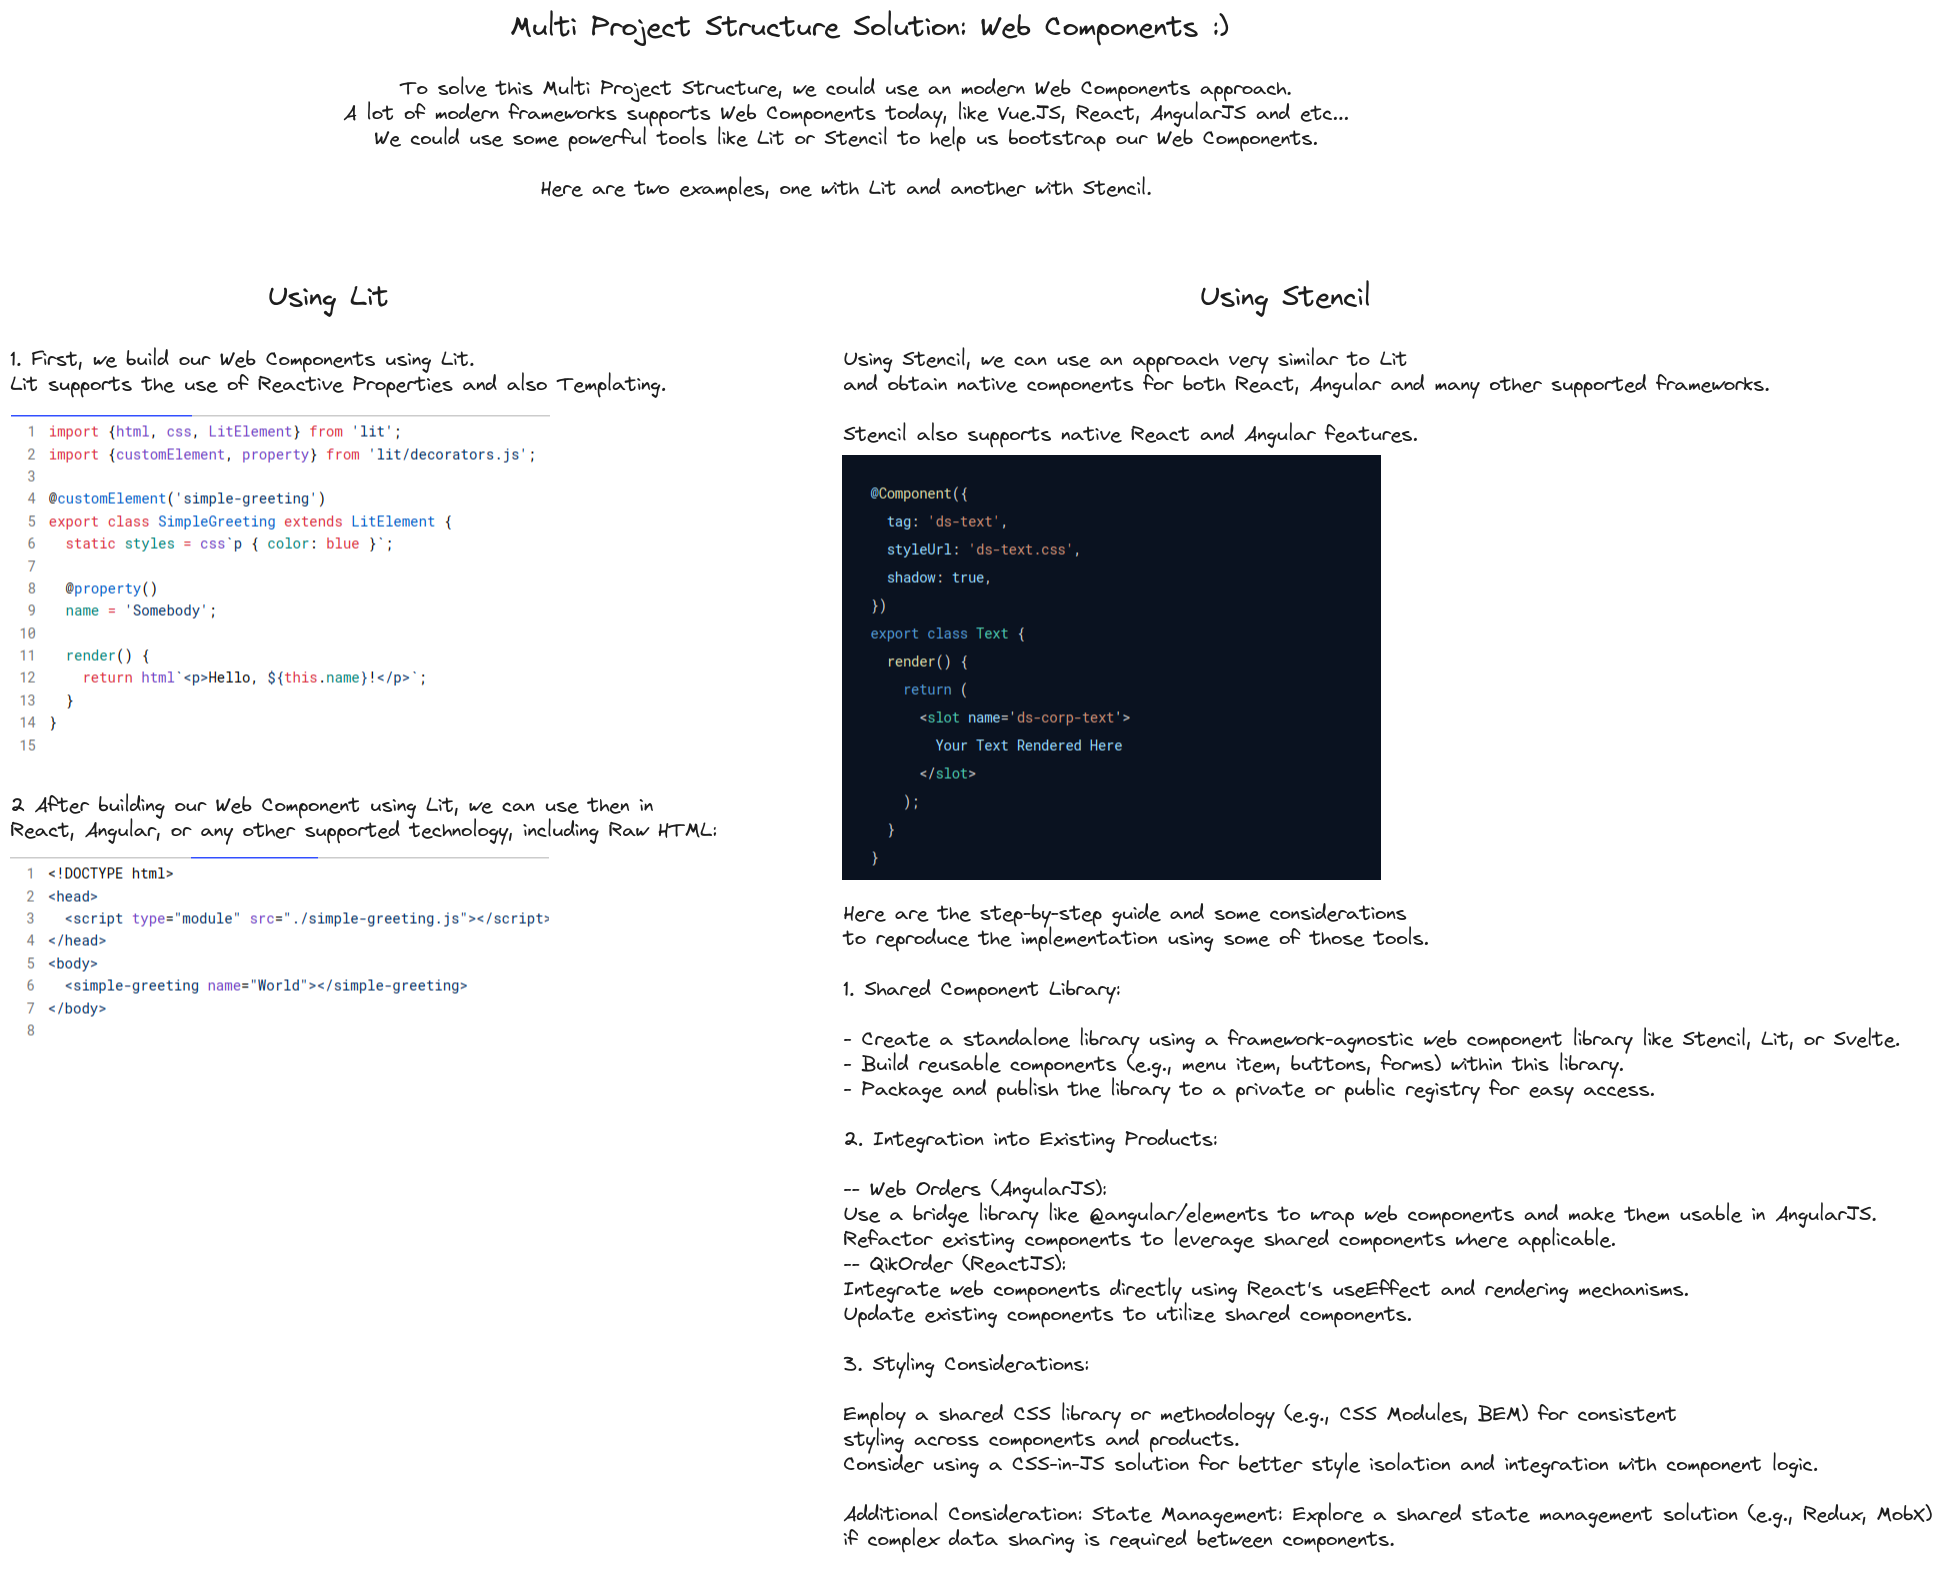 Multi Project Structure Solution: Web Components :)
To solve this Multi Project Structure, we could use an modern Web Components approach.
A lot of modern frameworks supports Web Components today, like Vue.JS, React, AngularJS and etc...
We could use some powerful tools like Lit or Stencil to help us bootstrap our Web Components.
Here are two examples, one with Lit and another with Stencil.
Using Lit
1. First, we build our Web Components using Lit.
Lit supports the use of Reactive Properties and also Templating.
1 import {html, css, LitElement} from 'lit';
2 import {customElement, property} from 'lit/decorators.js';
3
4 @customElement('simple-greeting')
5 export class SimpleGreeting extends LitElement {
6   static styles = css`p { color: blue }`;
7
8   @property()
9   name = 'Somebody';
10
11   render() {
12     return html`<p>Hello, ${this.name}!</p>`;
13   }
14 }
15
2 After building our Web Component using Lit, we can use then in
React, Angular, or any other supported technology, including Raw HTML:
1 <!DOCTYPE html>
2 <head>
3   <script type="module" src="./simple-greeting.js"></script>
4 </head>
5 <body>
6   <simple-greeting name="World"></simple-greeting>
7 </body>
8
Using Stencil
Using Stencil, we can use an approach very similar to Lit
and obtain native components for both React, Angular and many other supported frameworks.
Stencil also supports native React and Angular features.
@Component({
  tag: 'ds-text',
  styleUrl: 'ds-text.css',
  shadow: true,
})
export class Text {
  render() {
    return (
      <slot name='ds-corp-text'>
        Your Text Rendered Here
      </slot>
    );
  }
}
Here are the step-by-step guide and some considerations
to reproduce the implementation using some of those tools.
1. Shared Component Library:
- Create a standalone library using a framework-agnostic web component library like Stencil, Lit, or Svelte.
- Build reusable components (e.g., menu item, buttons, forms) within this library.
- Package and publish the library to a private or public registry for easy access.
2. Integration into Existing Products:
-- Web Orders (AngularJS):
Use a bridge library like @angular/elements to wrap web components and make them usable in AngularJS.
Refactor existing components to leverage shared components where applicable.
-- QikOrder (ReactJS):
Integrate web components directly using React's useEffect and rendering mechanisms.
Update existing components to utilize shared components.
3. Styling Considerations:
Employ a shared CSS library or methodology (e.g., CSS Modules, BEM) for consistent
styling across components and products.
Consider using a CSS-in-JS solution for better style isolation and integration with component logic.
Additional Consideration: State Management: Explore a shared state management solution (e.g., Redux, MobX)
if complex data sharing is required between components.